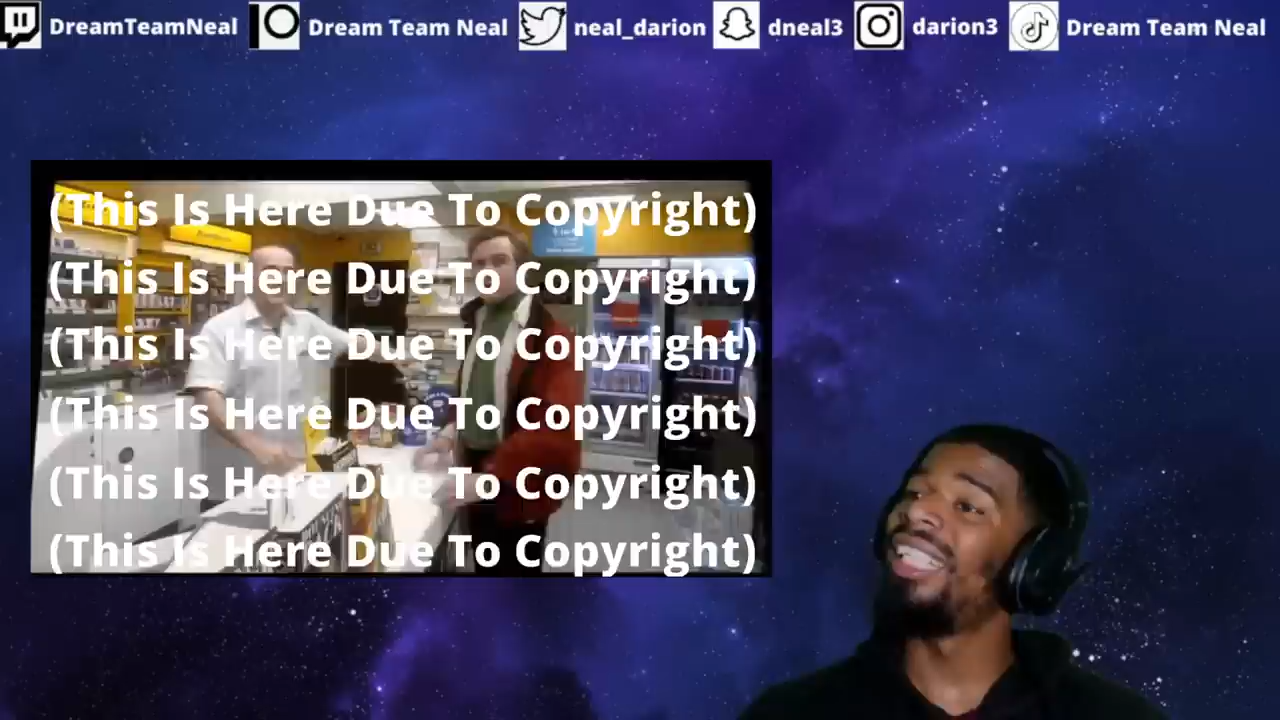 DreamTeamNeal Dream Team Neal neal_darion dneal3 darion3 Dream Team Neal
(This Is Here Due To Copyright)
(This Is Here Due To Copyright)
(This Is Here Due To Copyright)
(This Is Here Due To Copyright)
(This Is Here Due To Copyright)
(This Is Here Due To Copyright)